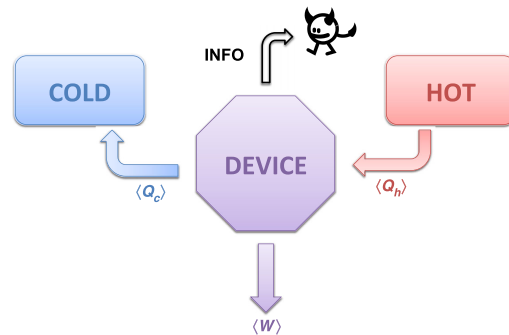 INFO
COLD
HOT
DEVICE
⟨Q_c⟩
⟨Q_h⟩
⟨W⟩